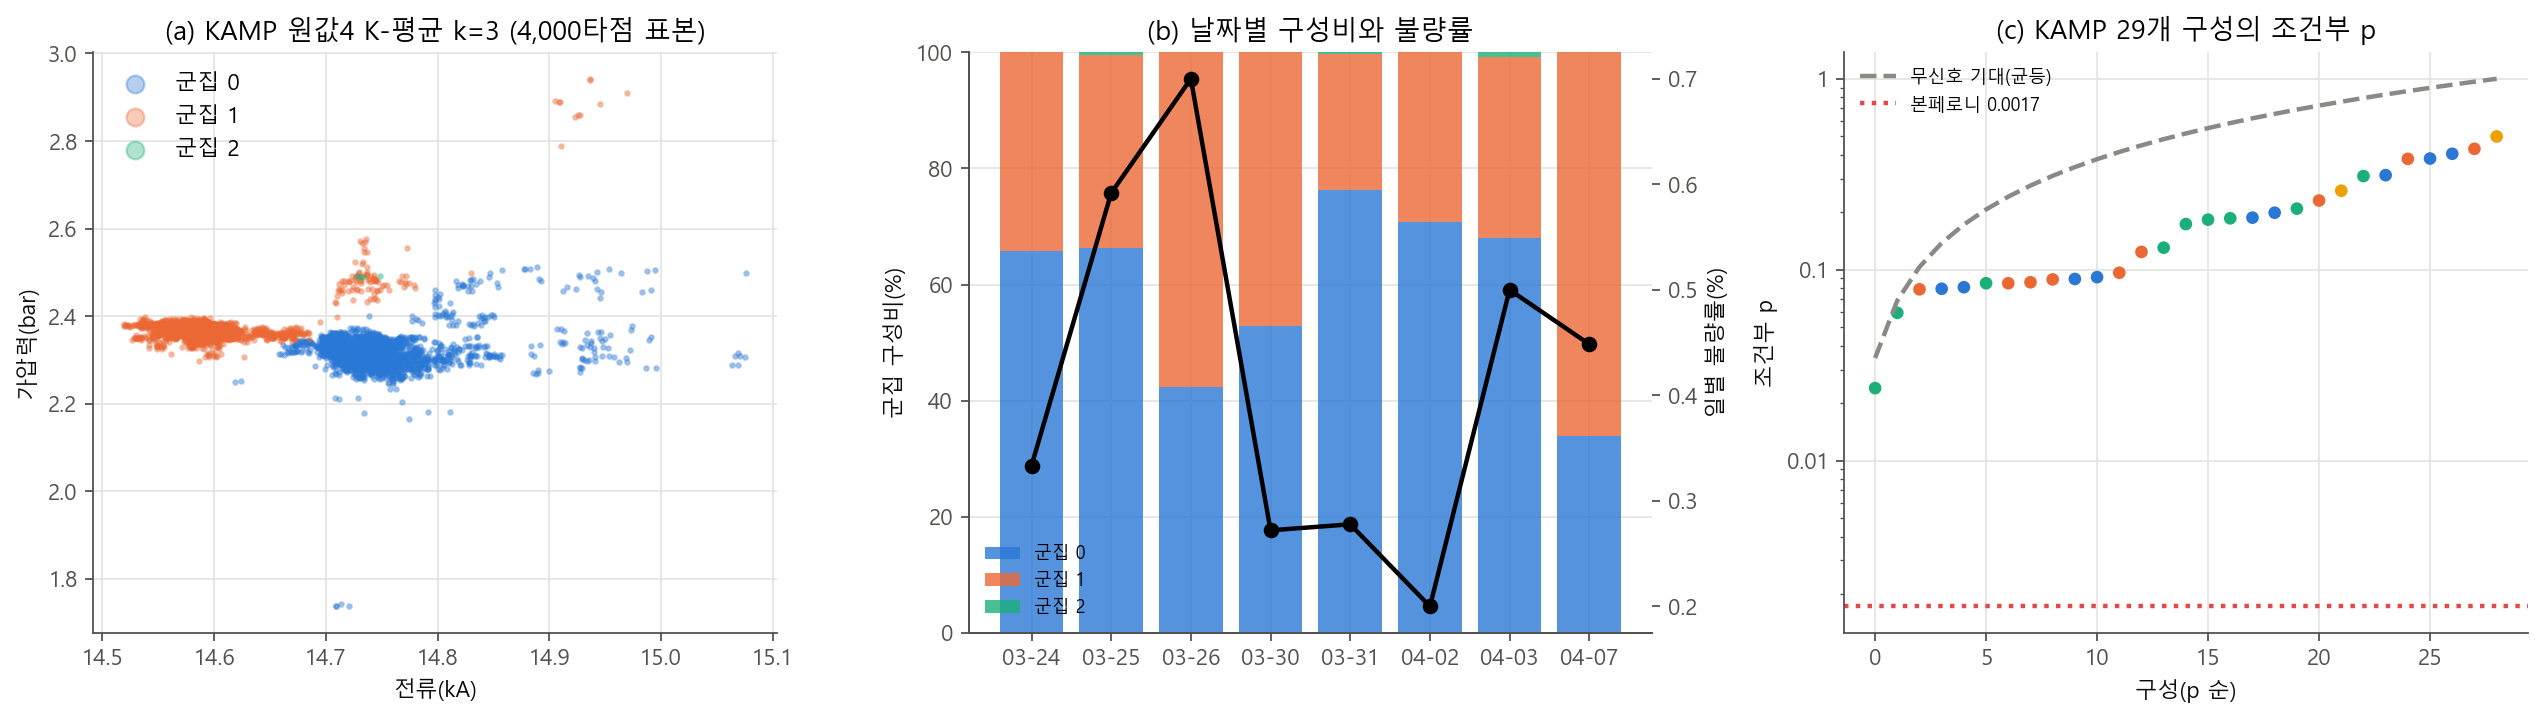 (a) KAMP 원값4 K-평균 k=3 (4,000타점 표본)
군집 0
군집 1
군집 2
3.0
2.8
2.6
2.4
2.2
2.0
1.8
가압력(bar)
14.5 14.6 14.7 14.8 14.9 15.0 15.1
전류(kA)
(b) 날짜별 구성비와 불량률
100
80
60
40
20
0
군집 구성비(%)
군집 0
군집 1
군집 2
03-24 03-25 03-26 03-30 03-31 04-02 04-03 04-07
0.7
0.6
0.5
0.4
0.3
0.2
일별 불량률(%)
(c) KAMP 29개 구성의 조건부 p
무신호 기대(균등)
본페로니 0.0017
1
0.1
0.01
조건부 p
0 5 10 15 20 25
구성(p 순)